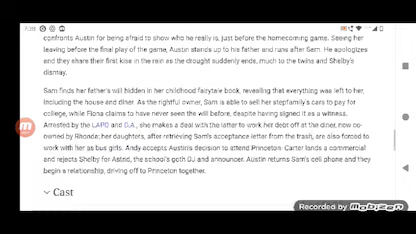 7:28
confronts Austin for being afraid to show who he really is, just before the homecoming game. Seeing her
leaving before the final play of the game, Austin stands up to his father and runs after Sam. He apologizes
and they share their first kiss in the rain as the drought suddenly ends, much to the twins and Shelby's
dismay.
Sam finds her father's will hidden in her childhood fairytale book, revealing that everything was left to her,
including the house and diner. As the rightful owner, Sam is able to sell her stepfamily's cars to pay for
college, while Fiona claims to have never seen the will before, despite having signed it as a witness.
Arrested by the LAPD and D.A., she makes a deal with the latter to work her debt off at the diner, now co-
owned by Rhonda; her daughters, after retrieving Sam's acceptance letter from the trash, are also forced to
work with her as bus girls. Andy accepts Austin's decision to attend Princeton. Carter lands a commercial
and rejects Shelby for Astrid, the school's goth DJ and announcer. Austin returns Sam's cell phone and they
begin a relationship, driving off to Princeton together.
Cast
Recorded by Mobizen